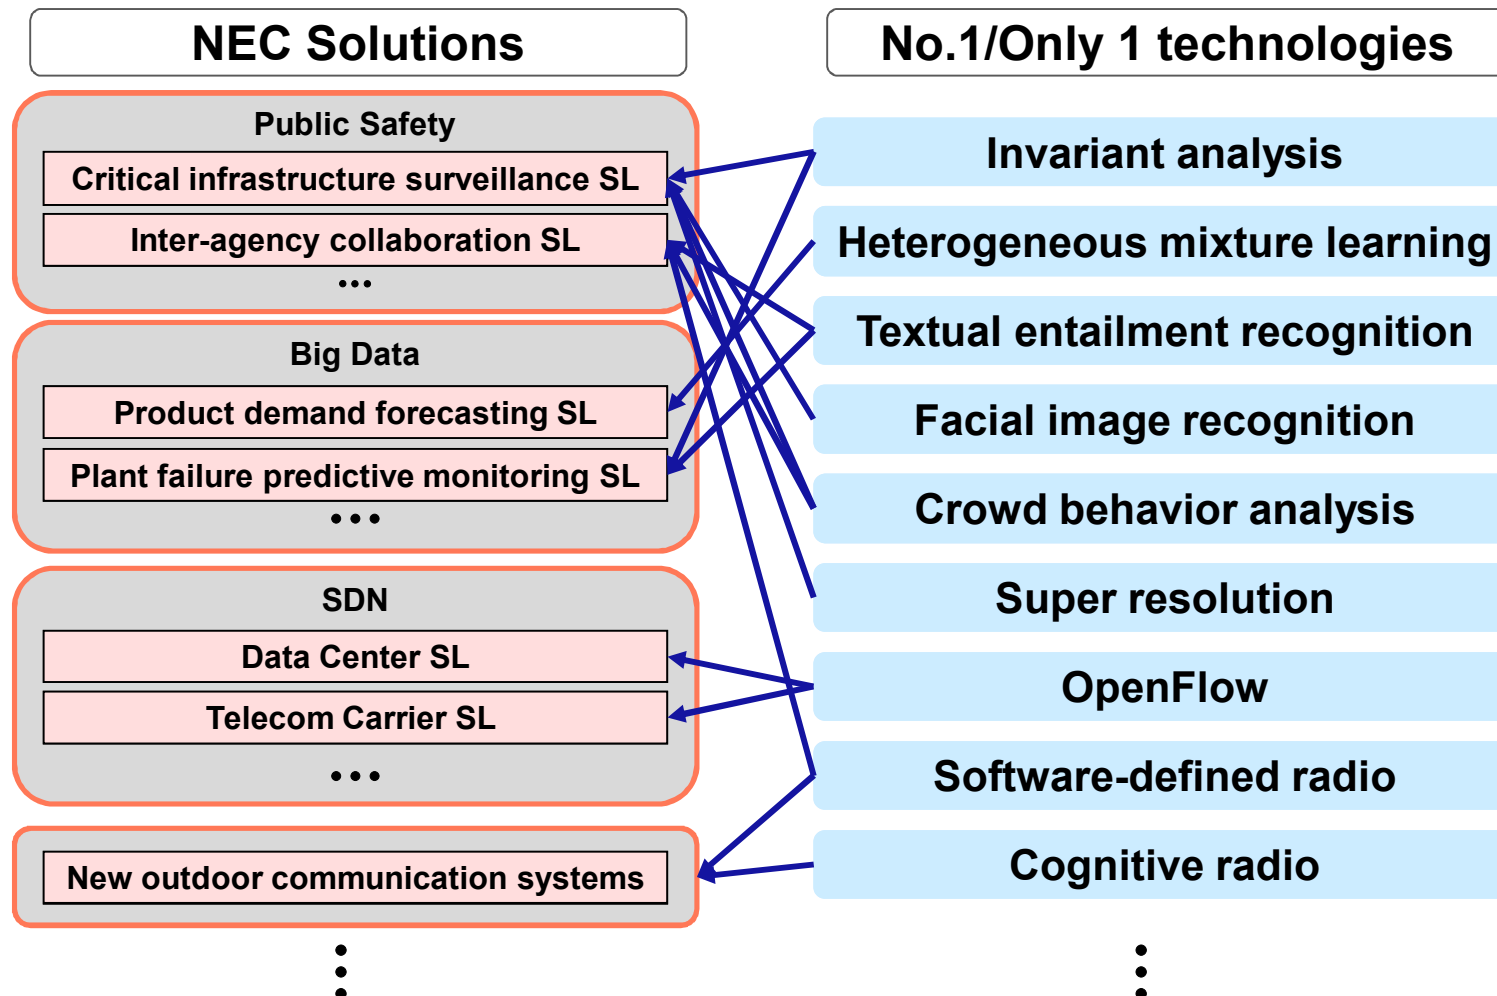 NEC Solutions
Public Safety
Critical infrastructure surveillance SL
Inter-agency collaboration SL
...
Big Data
Product demand forecasting SL
Plant failure predictive monitoring SL
...
SDN
Data Center SL
Telecom Carrier SL
...
New outdoor communication systems
No.1/Only 1 technologies
Invariant analysis
Heterogeneous mixture learning
Textual entailment recognition
Facial image recognition
Crowd behavior analysis
Super resolution
OpenFlow
Software-defined radio
Cognitive radio